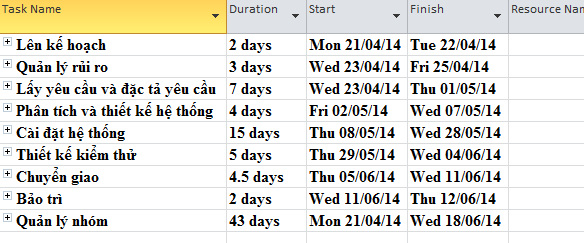 Task Name Duration Start Finish Resource Nam
Lên kế hoạch 2 days Mon 21/04/14 Tue 22/04/14
Quản lý rủi ro 3 days Wed 23/04/14 Fri 25/04/14
Lấy yêu cầu và đặc tả yêu cầu 7 days Wed 23/04/14 Thu 01/05/14
Phân tích và thiết kế hệ thống 4 days Fri 02/05/14 Wed 07/05/14
Cài đặt hệ thống 15 days Thu 08/05/14 Wed 28/05/14
Thiết kế kiểm thử 5 days Thu 29/05/14 Wed 04/06/14
Chuyển giao 4.5 days Thu 05/06/14 Wed 11/06/14
Bảo trì 2 days Wed 11/06/14 Thu 12/06/14
Quản lý nhóm 43 days Mon 21/04/14 Wed 18/06/14